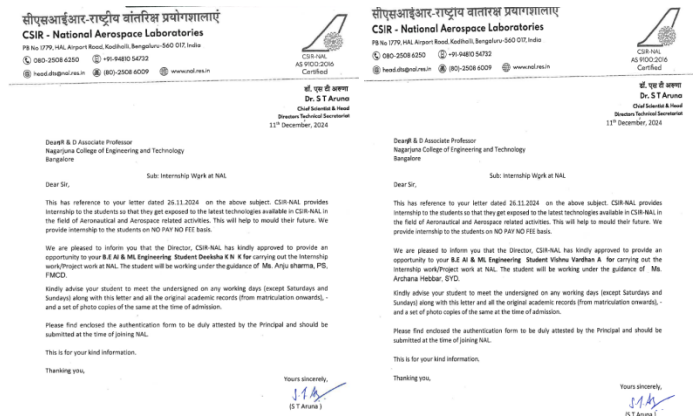 सीएसआईआर-राष्ट्रीय वांतरिक्ष प्रयोगशालाएं
CSIR - National Aerospace Laboratories
PB No 1779, HAL Airport Road, Kodihalli, Bengaluru-560 017, India
080-2508 6250 +91-94810 54732
head.dts@nal.res.in (80)-2508 6009 www.nal.res.in
CSIR-NAL
AS 9100:2016
Certified
डॉ. एस टी अरुणा
Dr. S T Aruna
Chief Scientist & Head
Directors Technical Secretariat
11th December, 2024
Dean R & D Associate Professor
Nagarjuna College of Engineering and Technology
Bangalore
Sub: Internship Work at NAL
Dear Sir,
This has reference to your letter dated 26.11.2024 on the above subject. CSIR-NAL provides
Internship to the students so that they get exposed to the latest technologies available in CSIR-NAL
in the field of Aeronautical and Aerospace related activities. This will help to mould their future. We
provide internship to the students on NO PAY NO FEE basis.
We are pleased to inform you that the Director, CSIR-NAL has kindly approved to provide an
opportunity to your B.E AI & ML Engineering Student Deeksha K N K for carrying out the
Internship work/Project work at NAL. The student will be working under the guidance of Ms. Anju sharma, PS,
FMCD.
Kindly advise your student to meet the undersigned on any working days (except Saturdays and
Sundays) along with this letter and all the original academic records (from matriculation onwards), -
and a set of photo copies of the same at the time of admission.
Please find enclosed the authentication form to be duly attested by the Principal and should be
submitted at the time of joining NAL.
This is for your kind information.
Thanking you,
Yours sincerely,
(S T Aruna )
सीएसआईआर-राष्ट्रीय वांतरिक्ष प्रयोगशालाएं
CSIR - National Aerospace Laboratories
PB No 1779, HAL Airport Road, Kodihalli, Bengaluru-560 017, India
080-2508 6250 +91-94810 54732
head.dts@nal.res.in (80)-2508 6009 www.nal.res.in
CSIR-NAL
AS 9100:2016
Certified
डॉ. एस टी अरुणा
Dr. S T Aruna
Chief Scientist & Head
Directors Technical Secretariat
11th December, 2024
Dean R & D Associate Professor
Nagarjuna College of Engineering and Technology
Bangalore
Sub: Internship Work at NAL
Dear Sir,
This has reference to your letter dated 26.11.2024 on the above subject. CSIR-NAL provides
Internship to the students so that they get exposed to the latest technologies available in CSIR-NAL
in the field of Aeronautical and Aerospace related activities. This will help to mould their future. We
provide internship to the students on NO PAY NO FEE basis.
We are pleased to inform you that the Director, CSIR-NAL has kindly approved to provide an
opportunity to your B.E AI & ML Engineering Student Vishnu Vardhan A for carrying out the
Internship work/Project work at NAL. The student will be working under the guidance of Ms.
Archana Hebbar, SYD.
Kindly advise your student to meet the undersigned on any working days (except Saturdays and
Sundays) along with this letter and all the original academic records (from matriculation onwards), -
and a set of photo copies of the same at the time of admission.
Please find enclosed the authentication form to be duly attested by the Principal and should be
submitted at the time of joining NAL.
This is for your kind information.
Thanking you,
Yours sincerely,
(S T Aruna )